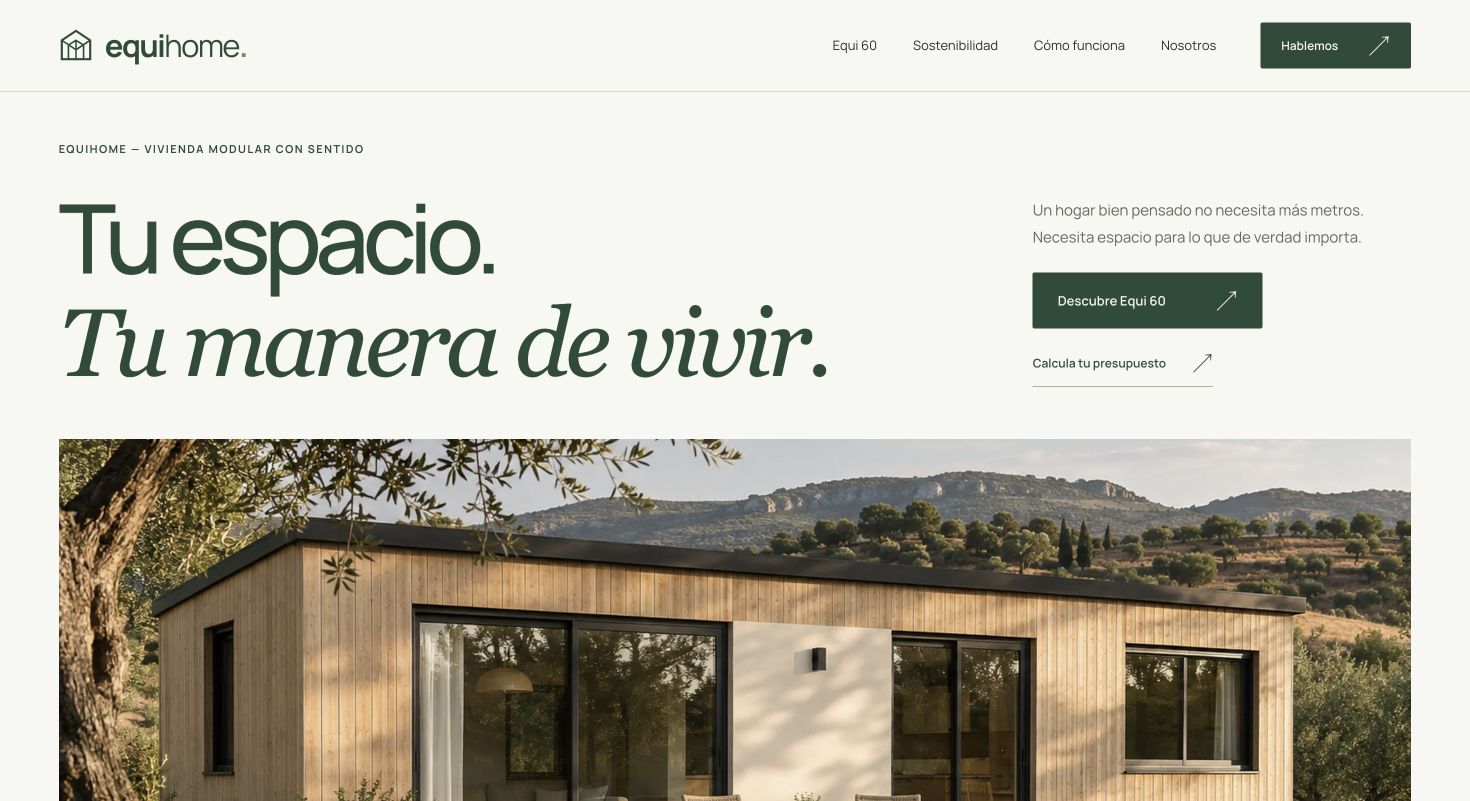 equihome.
Equi 60
Sostenibilidad
Cómo funciona
Nosotros
Hablemos
EQUIHOME — VIVIENDA MODULAR CON SENTIDO
Tu espacio.
Tu manera de vivir.
Un hogar bien pensado no necesita más metros.
Necesita espacio para lo que de verdad importa.
Descubre Equi 60
Calcula tu presupuesto